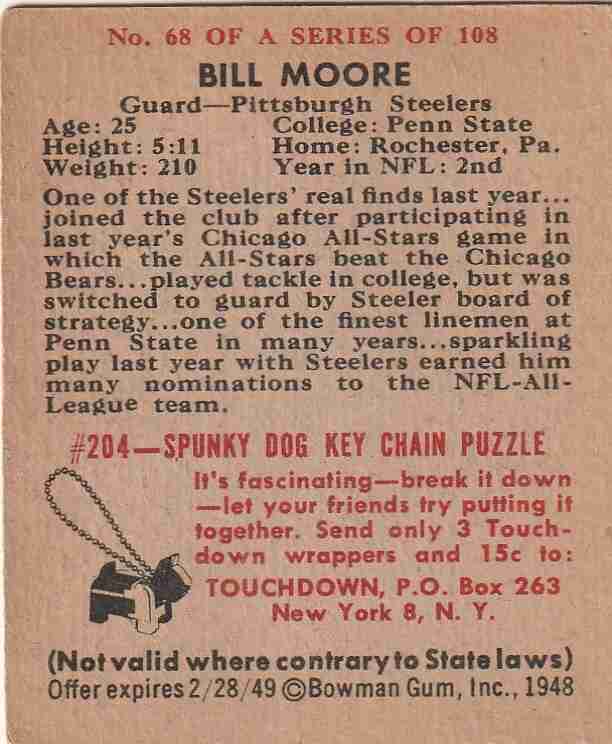 No. 68 OF A SERIES OF 108
BILL MOORE
Guard—Pittsburgh Steelers
Age: 25 College: Penn State
Height: 5:11 Home: Rochester, Pa.
Weight: 210 Year in NFL: 2nd
One of the Steelers' real finds last year...
joined the club after participating in
last year's Chicago All-Stars game in
which the All-Stars beat the Chicago
Bears...played tackle in college, but was
switched to guard by Steeler board of
strategy...one of the finest linemen at
Penn State in many years...sparkling
play last year with Steelers earned him
many nominations to the NFL-All-
League team.
#204—SPUNKY DOG KEY CHAIN PUZZLE
It's fascinating—break it down
—let your friends try putting it
together. Send only 3 Touch-
down wrappers and 15c to:
TOUCHDOWN, P.O. Box 263
New York 8, N. Y.
(Not valid where contrary to State laws)
Offer expires 2/28/49 ©Bowman Gum, Inc., 1948